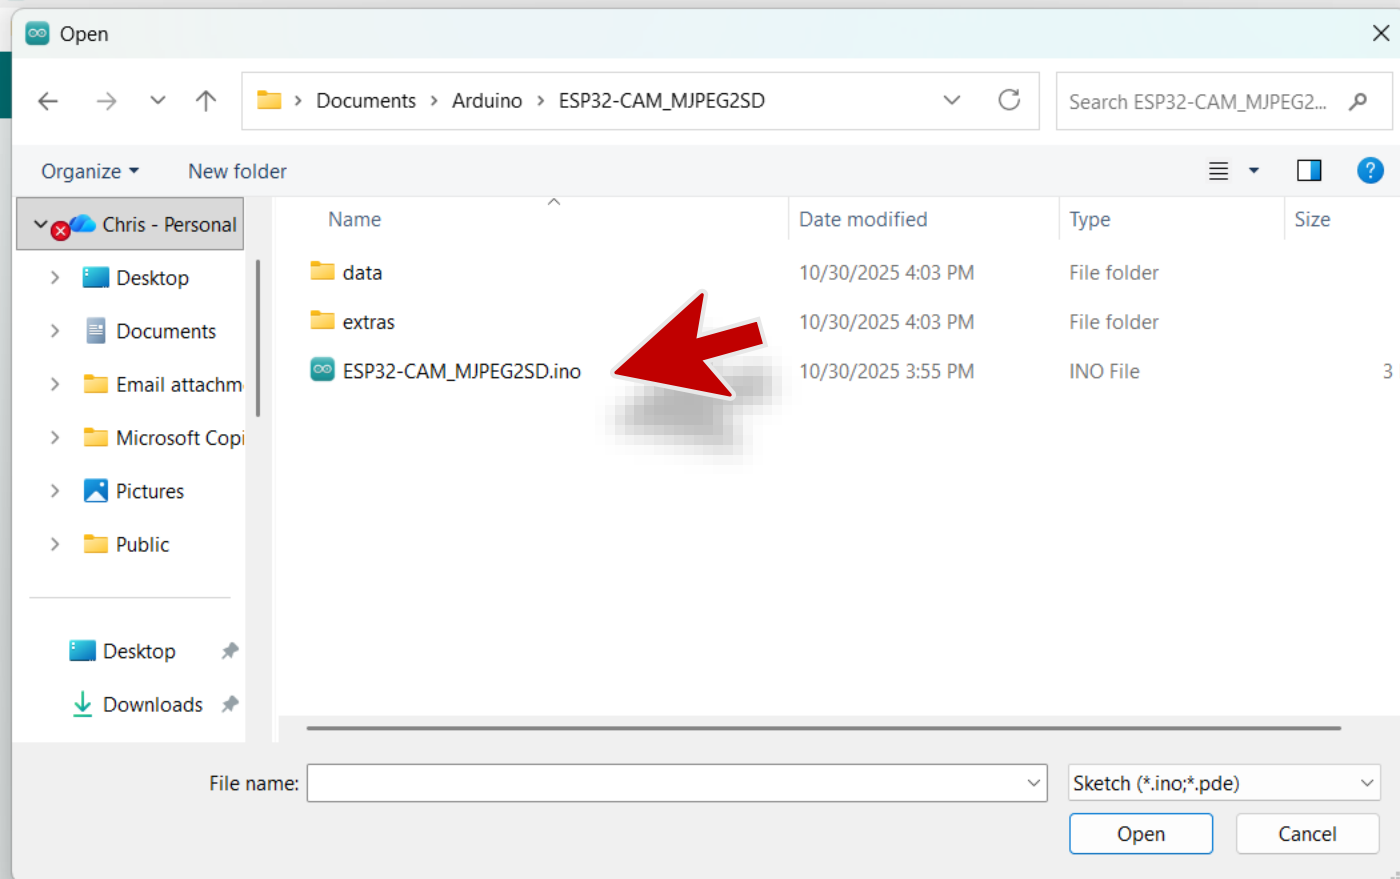 Open
Documents > Arduino > ESP32-CAM_MJPEG2SD
Search ESP32-CAM_MJPEG2...
Organize
New folder
Chris - Personal
Desktop
Documents
Email attachm
Microsoft Copi
Pictures
Public
Desktop
Downloads
Name Date modified Type Size
data 10/30/2025 4:03 PM File folder
extras 10/30/2025 4:03 PM File folder
ESP32-CAM_MJPEG2SD.ino 10/30/2025 3:55 PM INO File 3
File name:
Sketch (*.ino;*.pde)
Open Cancel